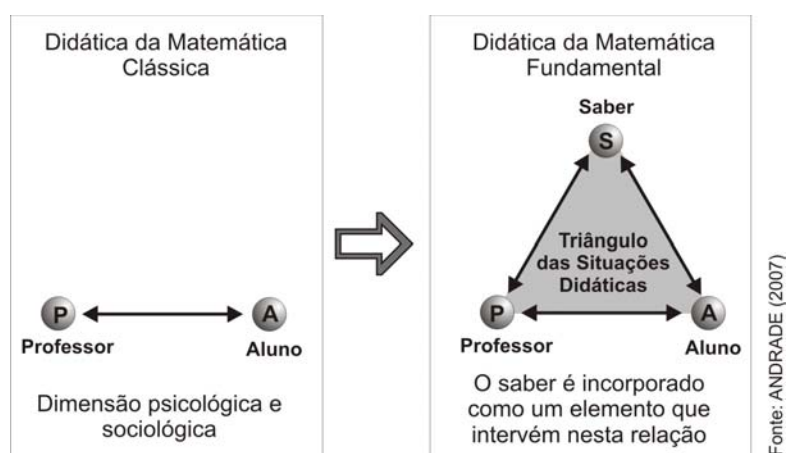 Didática da Matemática
Clássica
P
A
Professor
Aluno
Dimensão psicológica e
sociológica
Didática da Matemática
Fundamental
Saber
S
Triângulo
das Situações
Didáticas
P
A
Professor
Aluno
O saber é incorporado
como um elemento que
intervém nesta relação
Fonte: ANDRADE (2007)